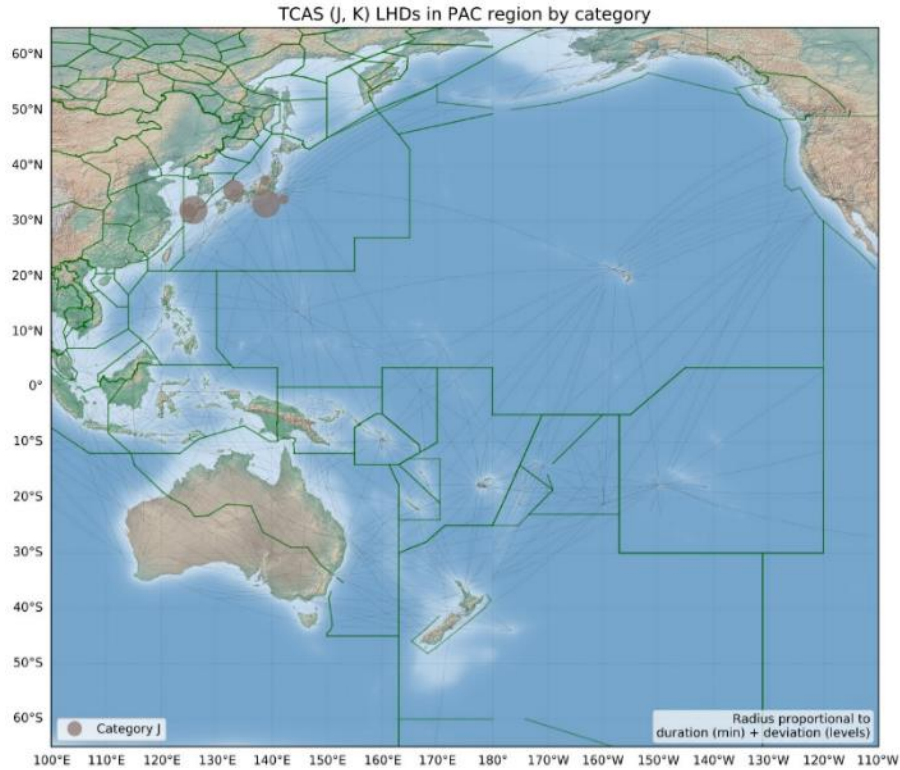 TCAS (J, K) LHDs in PAC region by category
60°N
50°N
40°N
30°N
20°N
10°N
0°
10°S
20°S
30°S
40°S
50°S
60°S
Category J
Radius proportional to
duration (min) + deviation (levels)
100°E 110°E 120°E 130°E 140°E 150°E 160°E 170°E 180° 170°W 160°W 150°W 140°W 130°W 120°W 110°W